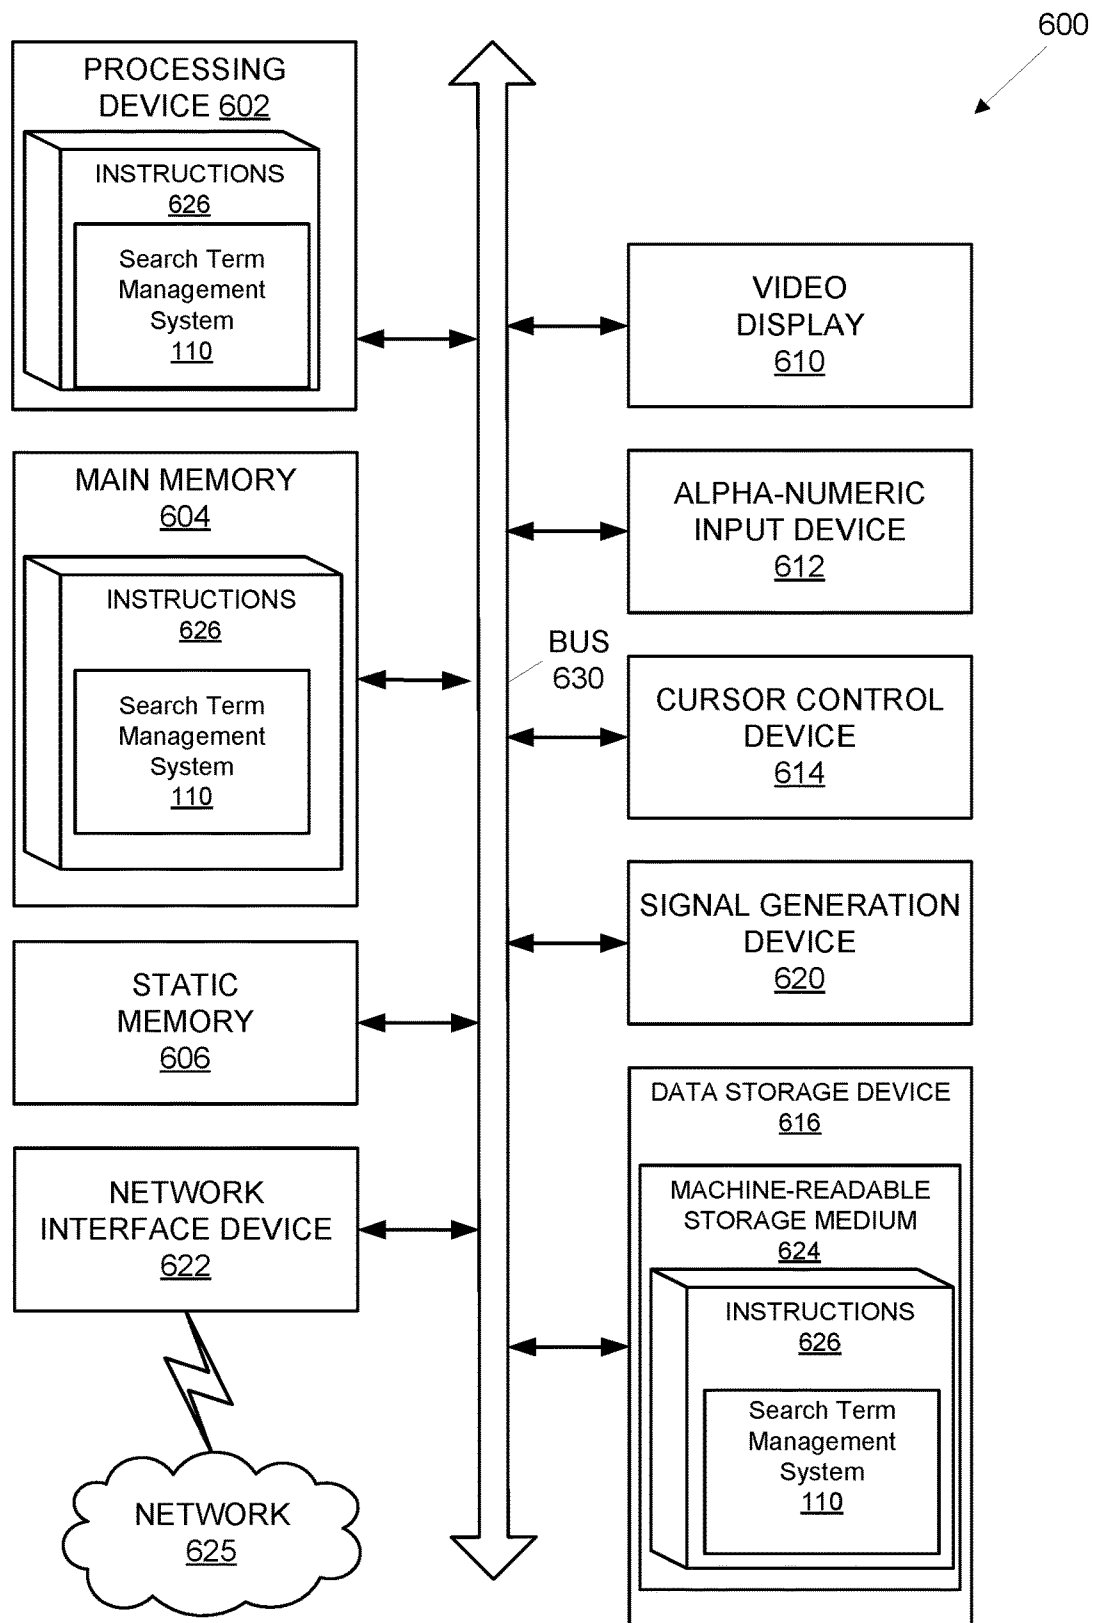 600
PROCESSING
DEVICE 602
INSTRUCTIONS
626
Search Term
Management
System
110
MAIN MEMORY
604
INSTRUCTIONS
626
Search Term
Management
System
110
STATIC
MEMORY
606
NETWORK
INTERFACE DEVICE
622
NETWORK
625
BUS
630
VIDEO
DISPLAY
610
ALPHA-NUMERIC
INPUT DEVICE
612
CURSOR CONTROL
DEVICE
614
SIGNAL GENERATION
DEVICE
620
DATA STORAGE DEVICE
616
MACHINE-READABLE
STORAGE MEDIUM
624
INSTRUCTIONS
626
Search Term
Management
System
110